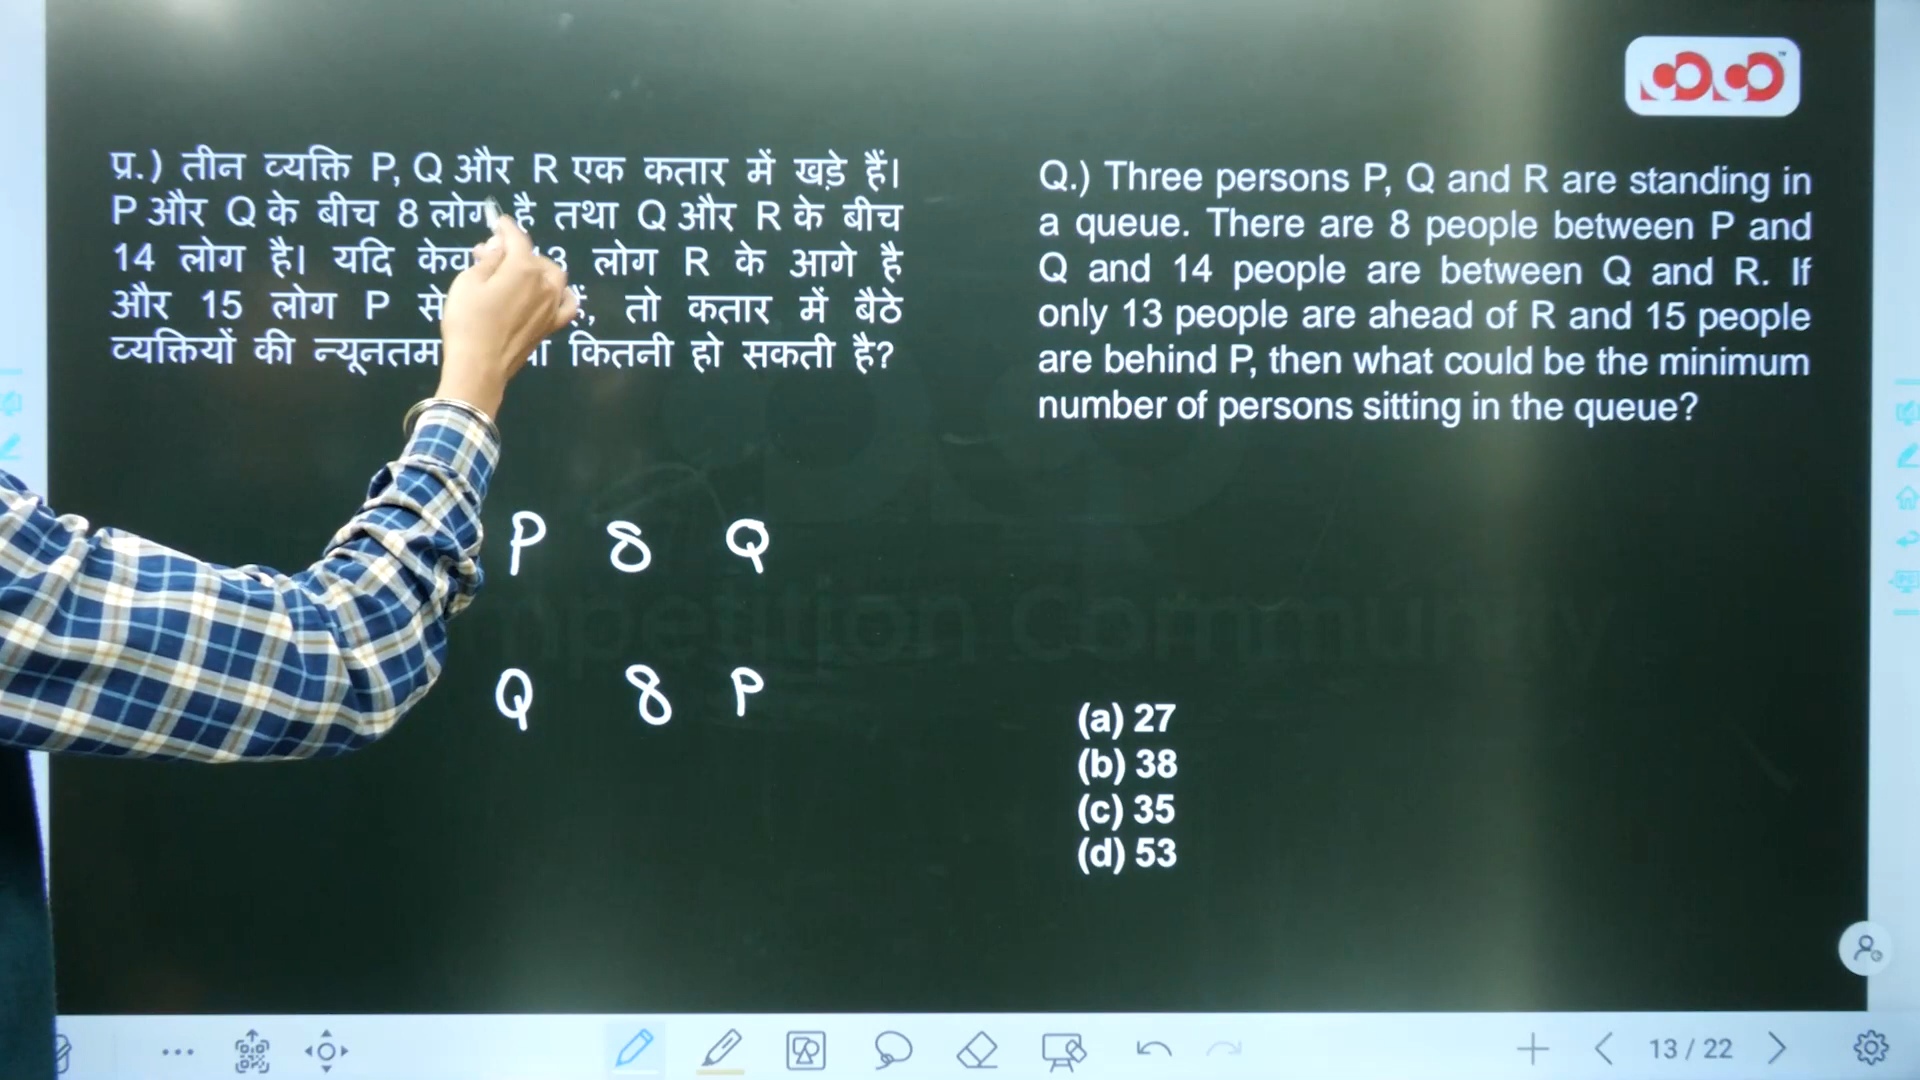 प्र.) तीन व्यक्ति P, Q और R एक कतार में खड़े हैं।
P और Q के बीच 8 लोग है तथा Q और R के बीच
14 लोग है। यदि 13 लोग R के आगे है
और 15 लोग P से हैं, तो कतार में बैठे
व्यक्तियों की न्यूनतम कितनी हो सकती है?
Q.) Three persons P, Q and R are standing in
a queue. There are 8 people between P and
Q and 14 people are between Q and R. If
only 13 people are ahead of R and 15 people
are behind P, then what could be the minimum
number of persons sitting in the queue?
P 8 Q
Q 8 P
(a) 27
(b) 38
(c) 35
(d) 53
Community
13 / 22